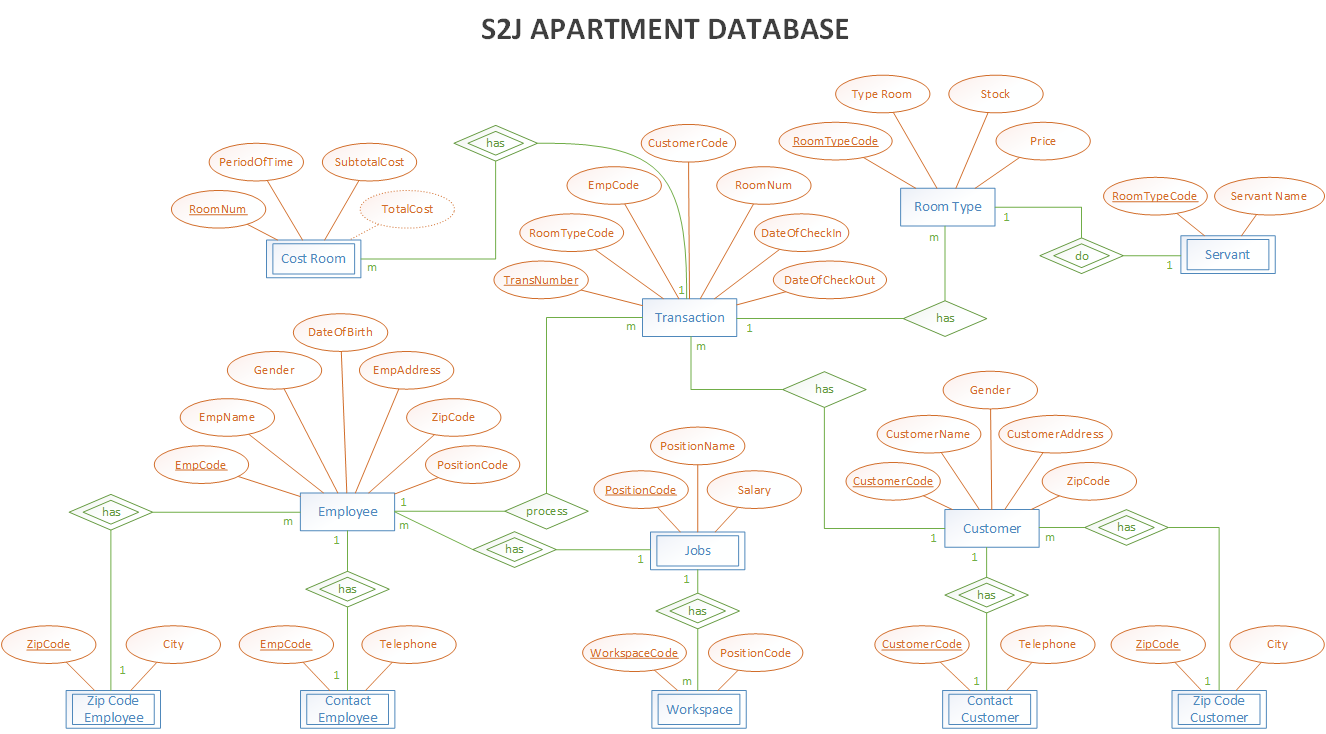 S2J APARTMENT DATABASE
Type Room
Stock
has
CustomerCode
RoomTypeCode
Price
PeriodOfTime
SubtotalCost
EmpCode
RoomNum
RoomTypeCode
Servant Name
RoomNum
TotalCost
Room Type
1
RoomTypeCode
DateOfCheckIn
m
Cost Room
m
do
1
Servant
TransNumber
DateOfCheckOut
1
Transaction
m
1
has
DateOfBirth
m
Gender
EmpAddress
has
Gender
EmpName
ZipCode
CustomerName
CustomerAddress
PositionName
EmpCode
PositionCode
CustomerCode
ZipCode
PositionCode
Salary
has
m
Employee
1
m
process
1
Customer
m
has
1
has
1
Jobs
1
1
has
has
has
ZipCode
City
EmpCode
Telephone
WorkspaceCode
PositionCode
CustomerCode
Telephone
ZipCode
City
1
1
m
1
1
Zip Code
Employee
Contact
Employee
Workspace
Contact
Customer
Zip Code
Customer